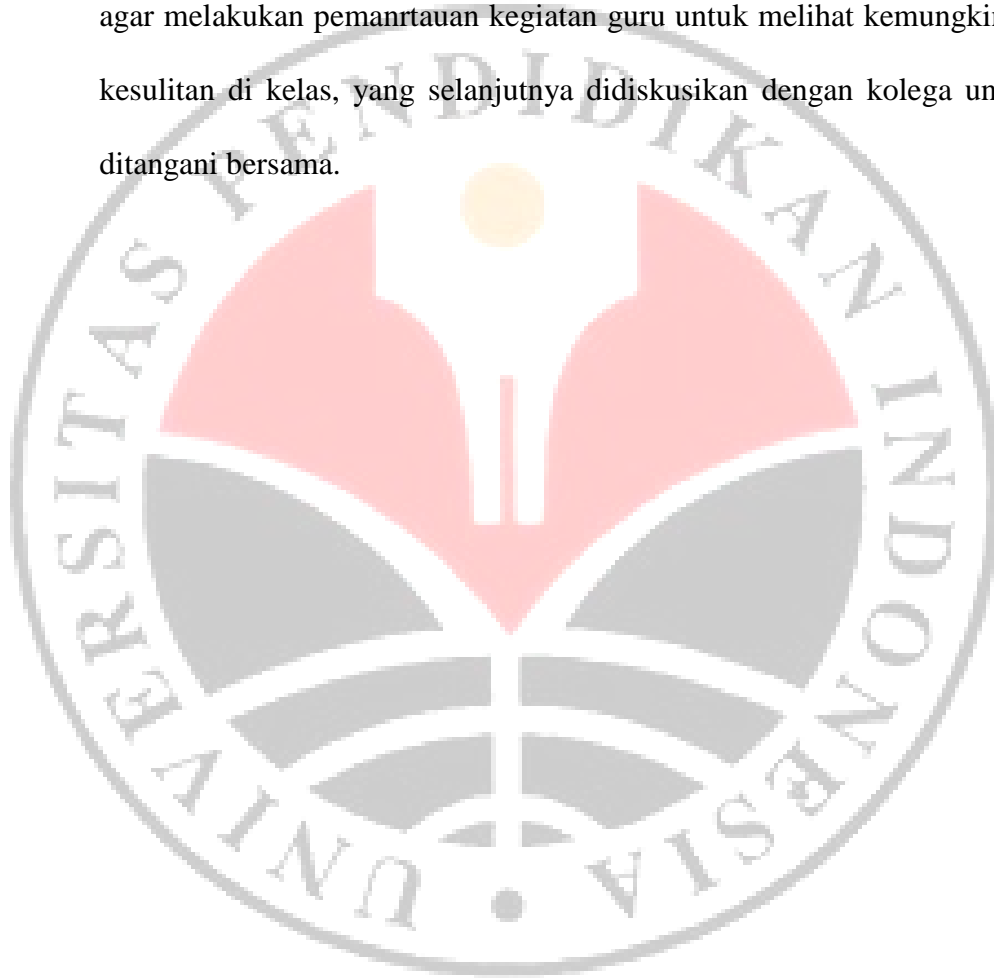 agar melakukan pemanrtauan kegiatan guru untuk melihat kemungkin
kesulitan di kelas, yang selanjutnya didiskusikan dengan kolega un
ditangani bersama.
UNIVERSITAS PENDIDIKAN INDONESIA